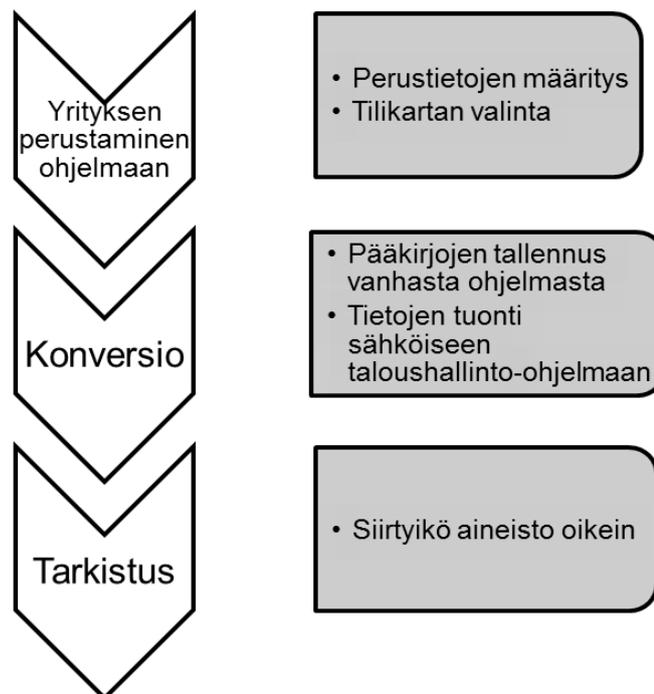 Yrityksen
perustaminen
ohjelmaan
• Perustietojen määritys
• Tilikartan valinta
Konversio
• Pääkirjojen tallennus
vanhasta ohjelmasta
• Tietojen tuonti
sähköiseen
taloushallinto-ohjelmaan
Tarkistus
• Siirtyikö aineisto oikein